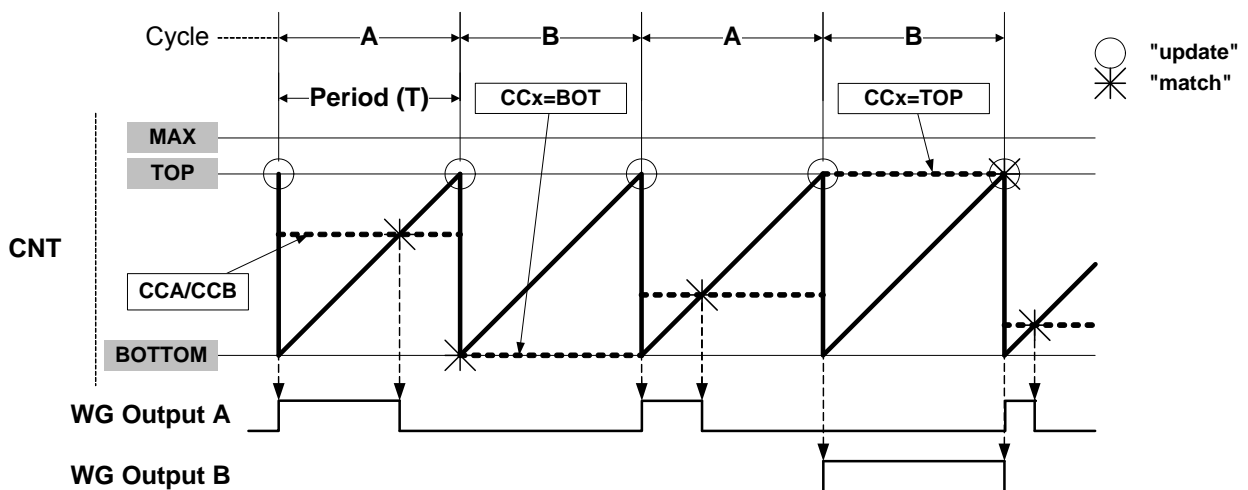 Cycle A B A B
"update"
"match"
Period (T) CCx=BOT CCx=TOP
MAX
TOP
CNT
CCA/CCB
BOTTOM
WG Output A
WG Output B